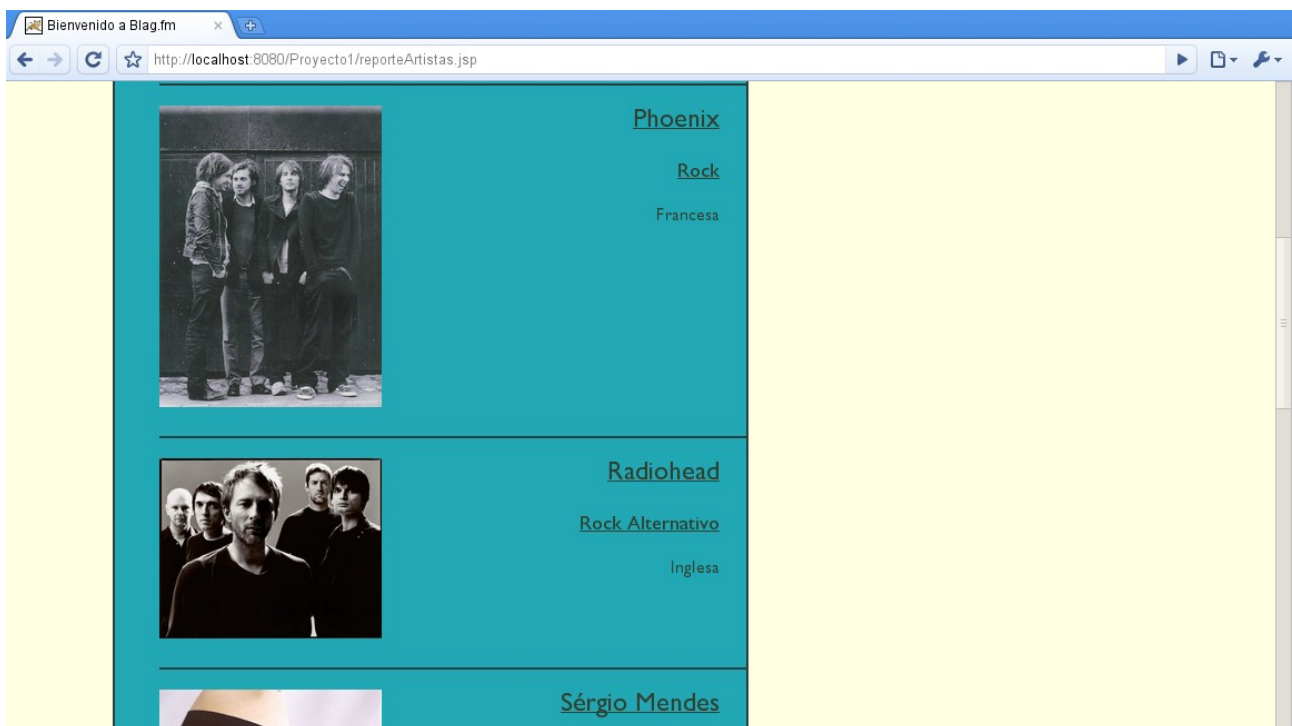 Bienvenido a Blag.fm
http://localhost:8080/Proyecto1/reporteArtistas.jsp
Phoenix
Rock
Francesa
Radiohead
Rock Alternativo
Inglesa
Sérgio Mendes